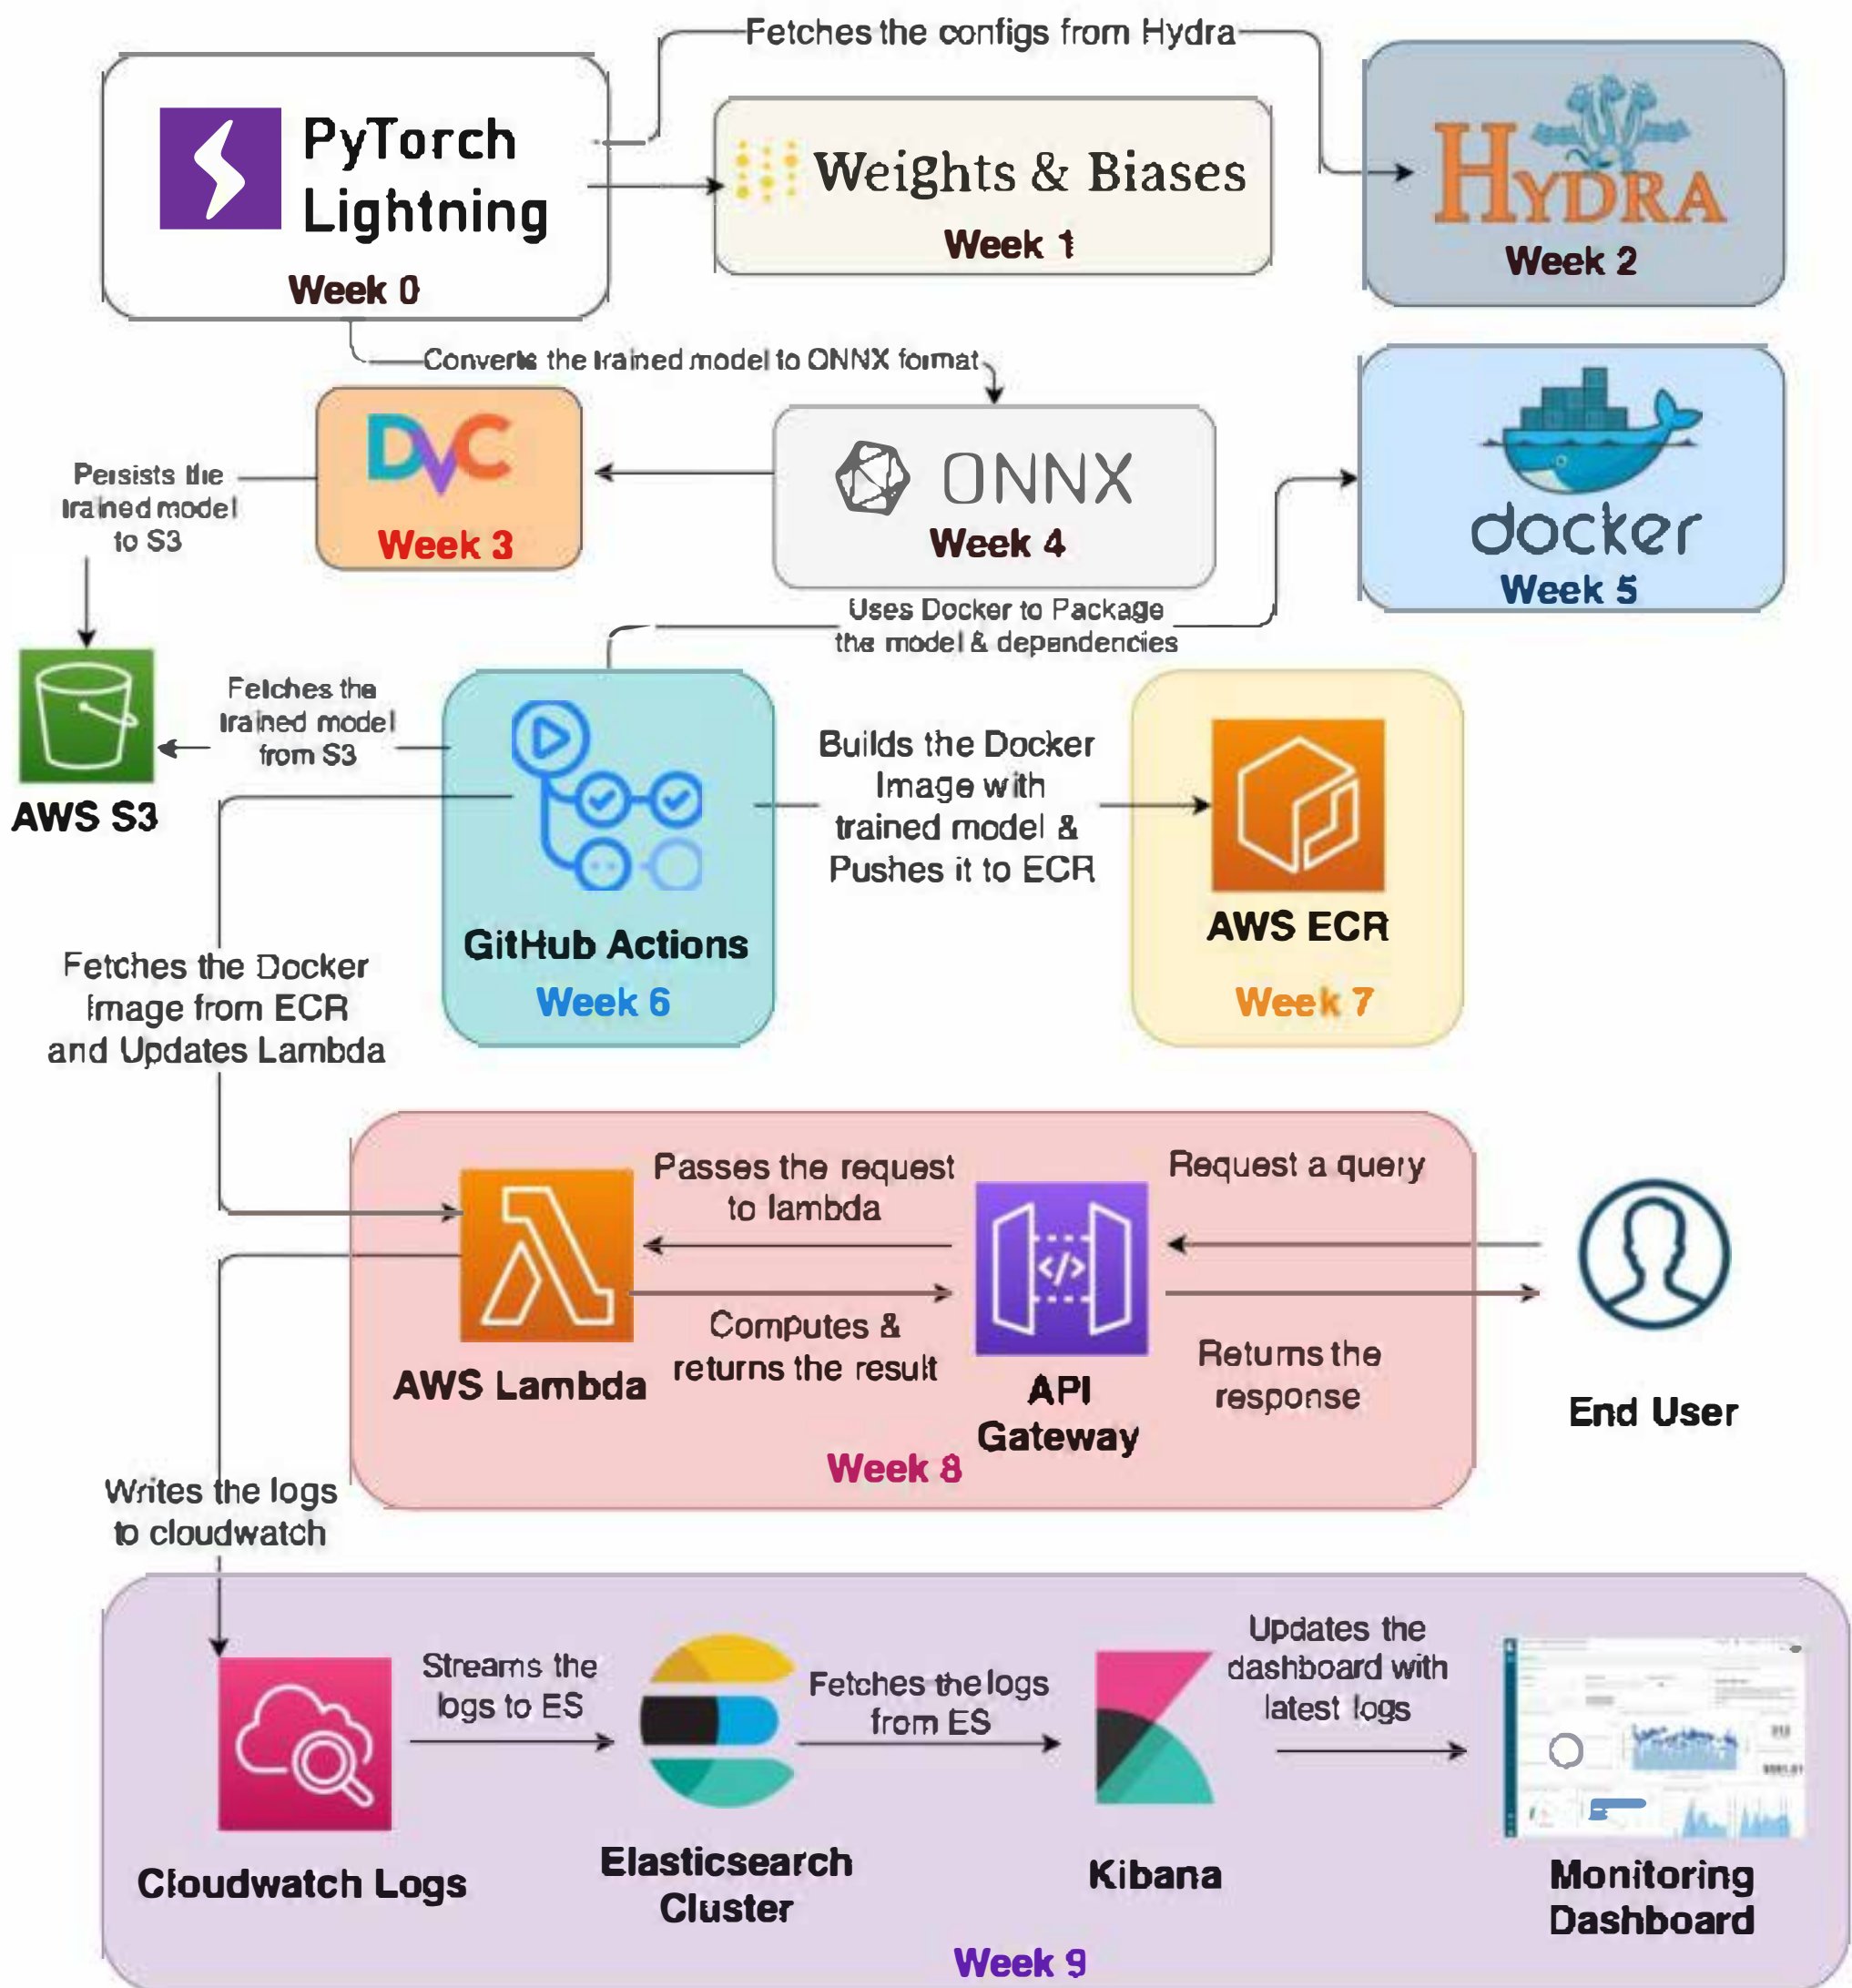 Fetches the configs from Hydra
PyTorch
Lightning
Week 0
Weights & Biases
Week 1
HYDRA
Week 2
Converts the trained model to ONNX format
DVC
Week 3
ONNX
Week 4
docker
Week 5
Persists the
trained model
to S3
Uses Docker to Package
the model & dependencies
AWS S3
Fetches the
trained model
from S3
GitHub Actions
Week 6
Builds the Docker
Image with
trained model &
Pushes it to ECR
AWS ECR
Week 7
Fetches the Docker
Image from ECR
and Updates Lambda
Passes the request
to lambda
Request a query
</>
AWS Lambda
Computes &
returns the result
API
Gateway
Returns the
response
End User
Week 8
Writes the logs
to cloudwatch
Streams the
logs to ES
Fetches the logs
from ES
Updates the
dashboard with
latest logs
Cloudwatch Logs
Elasticsearch
Cluster
Kibana
Monitoring
Dashboard
Week 9